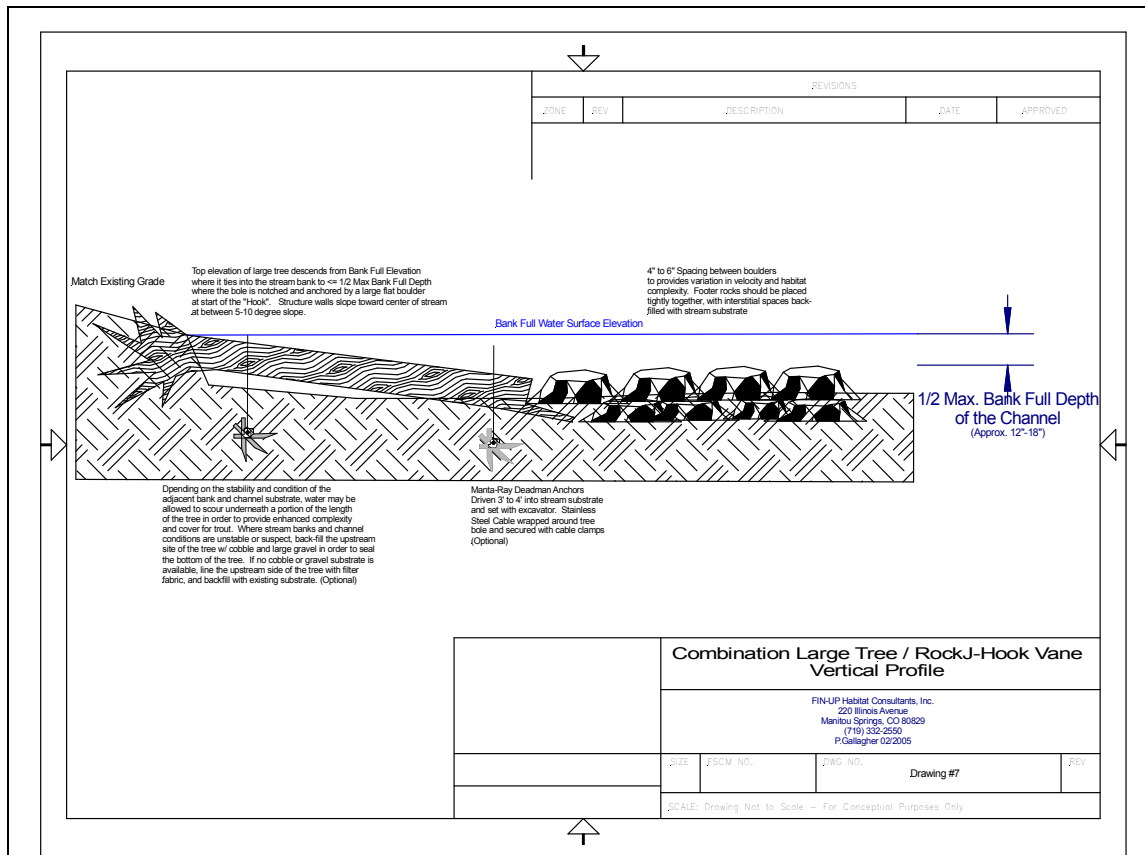 REVISIONS
ZONE REV DESCRIPTION DATE APPROVED
Match Existing Grade
Top elevation of large tree descends from Bank Full Elevation
where it ties into the stream bank to <= 1/2 Max Bank Full Depth
where the bole is notched and anchored by a large flat boulder
at start of the "Hook".  Structure walls slope toward center of stream
at between 5-10 degree slope.
4" to 6" Spacing between boulders
to provides variation in velocity and habitat
complexity.  Footer rocks should be placed
tightly together, with interstitial spaces back-
filled with stream substrate
Bank Full Water Surface Elevation
1/2 Max. Bank Full Depth
of the Channel
(Approx. 12"-18")
Dpending on the stability and condition of the
adjacent bank and channel substrate, water may be
allowed to scour underneath a portion of the length
of the tree in order to provide enhanced complexity
and cover for trout.  Where stream banks and channel
conditions are unstable or suspect, back-fill the upstream
site of the tree w/ cobble and large gravel in order to seal
the bottom of the tree.  If no cobble or gravel substrate is
available, line the upstream side of the tree with filter
fabric, and backfill with existing substrate. (Optional)
Manta-Ray Deadman Anchors
Driven 3' to 4' into stream substrate
and set with excavator.  Stainless
Steel Cable wrapped around tree
bole and secured with cable clamps
(Optional)
Combination Large Tree / RockJ-Hook Vane
Vertical Profile
FIN-UP Habitat Consultants, Inc.
220 Illinois Avenue
Manitou Springs, CO 80829
(719) 332-2550
P.Gallagher 02/2005
SIZE FSCM NO. DWG NO. REV
Drawing #7
SCALE: Drawing Not to Scale – For Conceptual Purposes Only